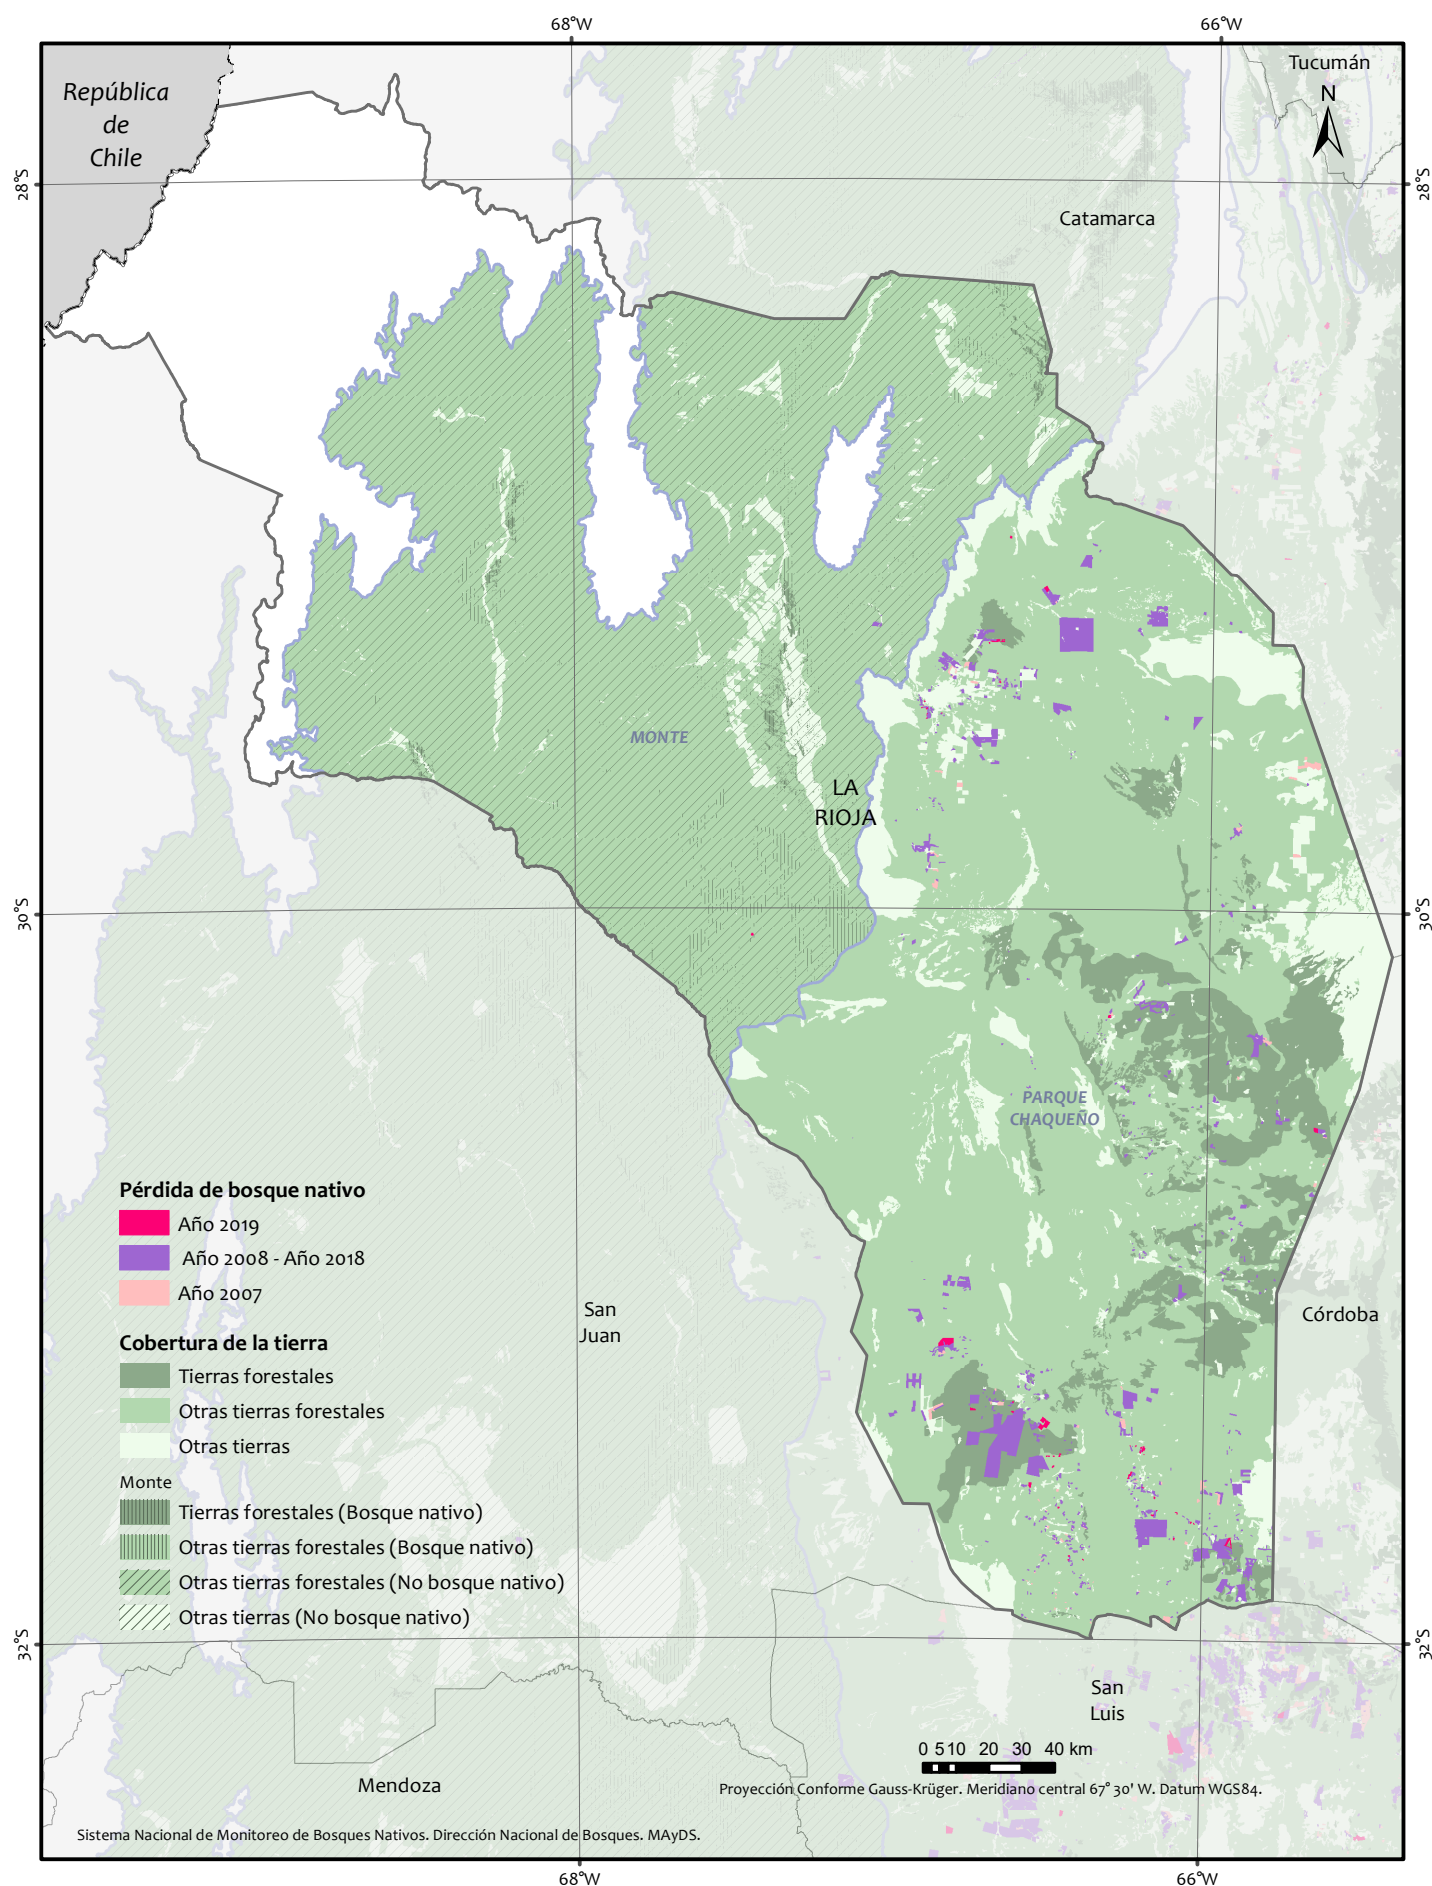 68°W
66°W
República
de
Chile
Tucumán
N
28°S
28°S
Catamarca
MONTE
LA
RIOJA
30°S
30°S
PARQUE
CHAQUEÑO
Pérdida de bosque nativo
Año 2019
Año 2008 - Año 2018
Año 2007
San
Juan
Córdoba
Cobertura de la tierra
Tierras forestales
Otras tierras forestales
Otras tierras
Monte
Tierras forestales (Bosque nativo)
Otras tierras forestales (Bosque nativo)
Otras tierras forestales (No bosque nativo)
Otras tierras (No bosque nativo)
32°S
32°S
San
Luis
0 5 10 20 30 40 km
Mendoza
Proyección Conforme Gauss-Krüger. Meridiano central 67° 30' W. Datum WGS84.
Sistema Nacional de Monitoreo de Bosques Nativos. Dirección Nacional de Bosques. MAyDS.
68°W
66°W